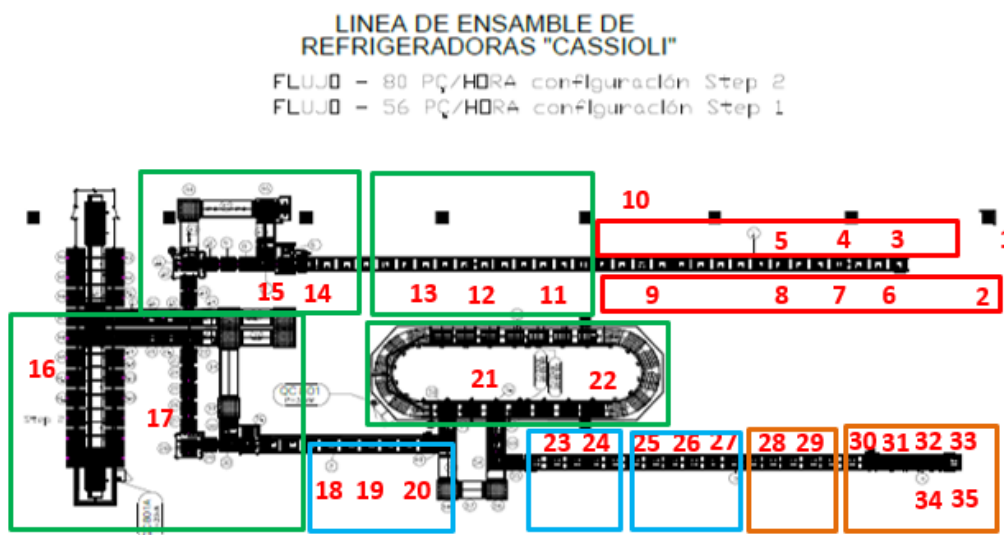 LINEA DE ENSAMBLE DE
REFRIGERADORAS "CASSIOLI"
FLUJO - 80 PÇ/HORA configuración Step 2
FLUJO - 56 PÇ/HORA configuración Step 1
10
5 4 3 1
15 14 13 12 11 9 8 7 6 2
16
21 22
17
Step 2
23 24 25 26 27 28 29 30 31 32 33
18 19 20 34 35